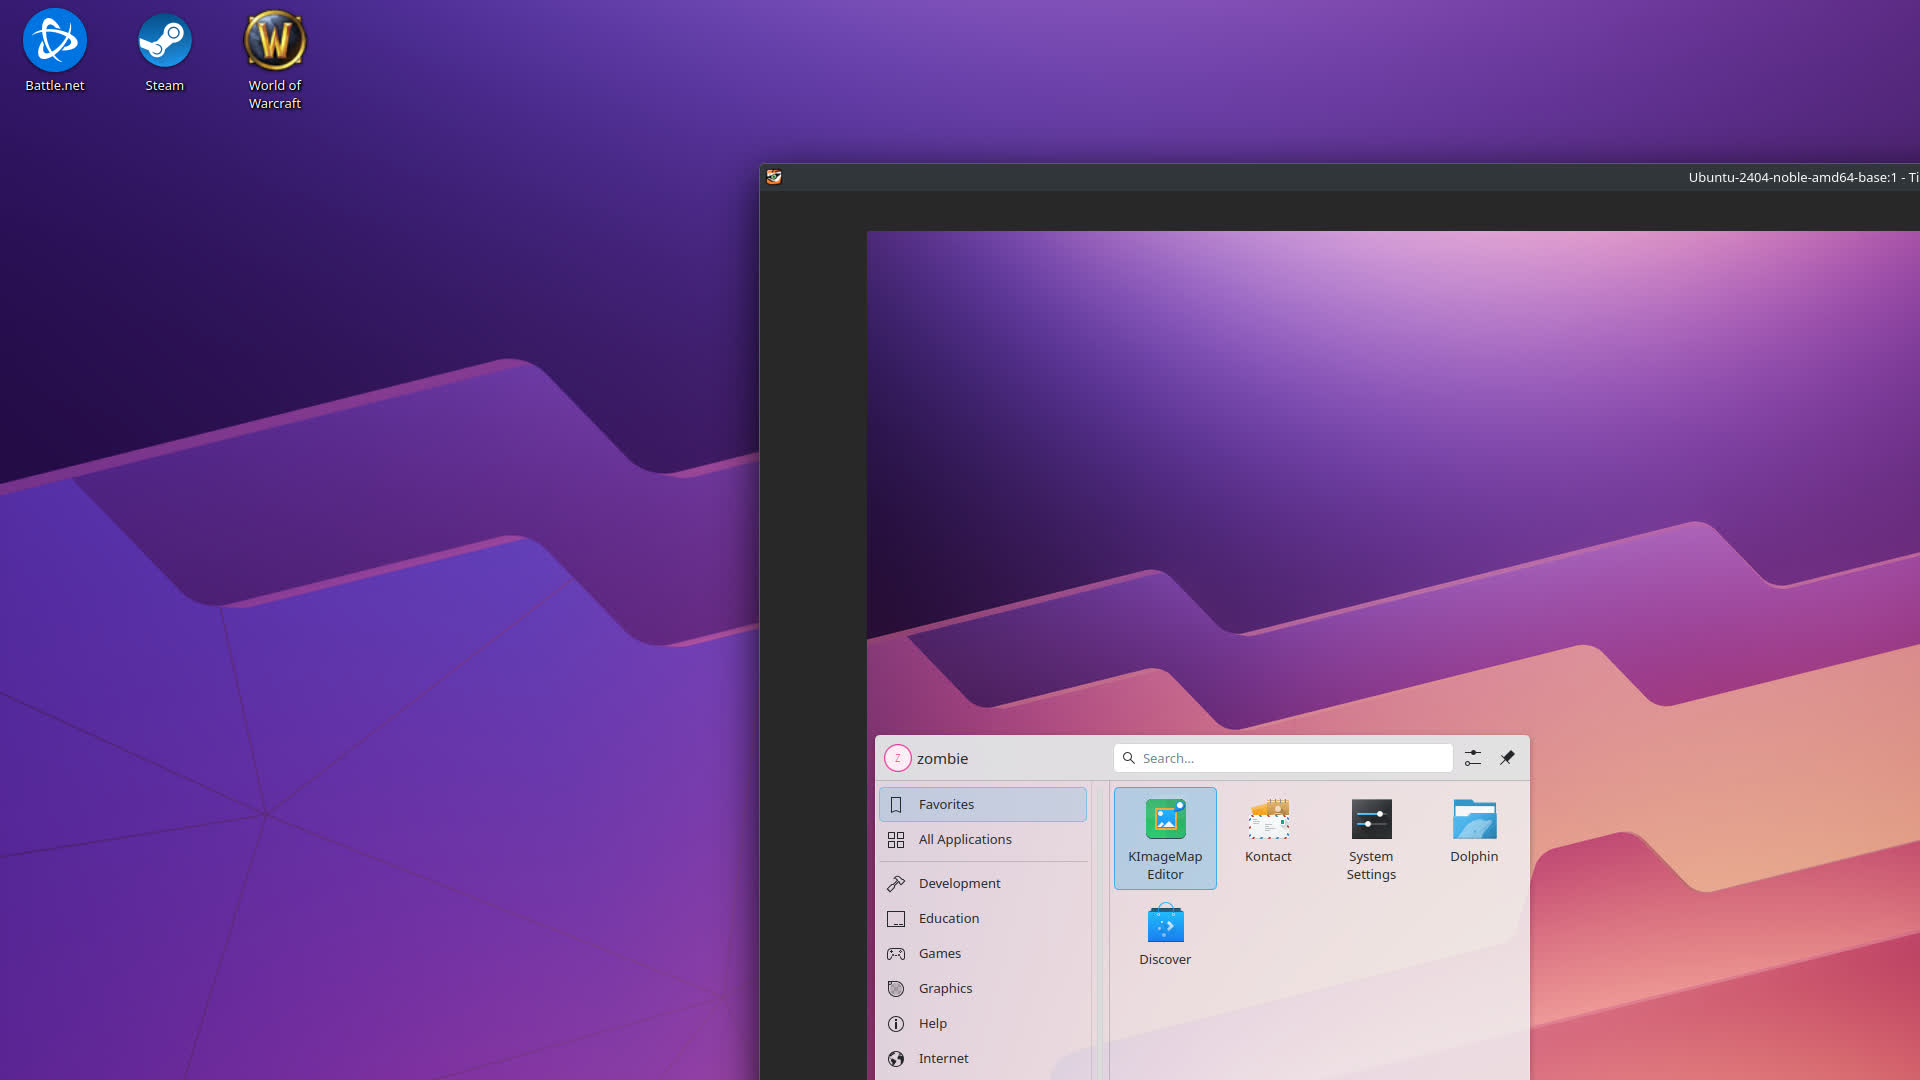 Battle.net
Steam
World of
Warcraft
Ubuntu-2404-noble-amd64-base:1 - Ti
Z
zombie
Search...
Favorites
All Applications
Development
Education
Games
Graphics
Help
Internet
KImageMap
Editor
Kontact
System
Settings
Dolphin
Discover